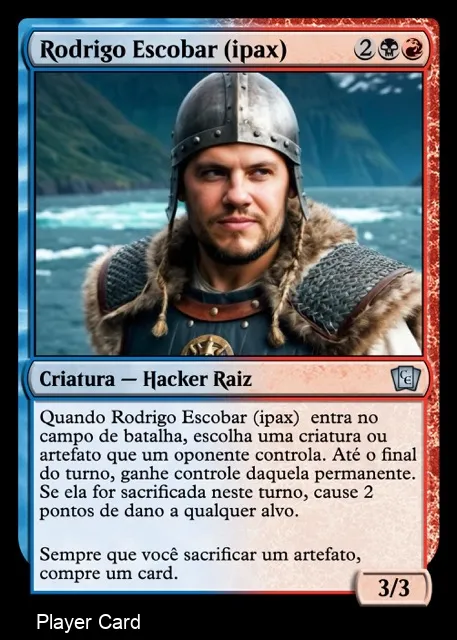 Rodrigo Escobar (ipax) 2
Criatura — Hacker Raiz
Quando Rodrigo Escobar (ipax) entra no
campo de batalha, escolha uma criatura ou
artefato que um oponente controla. Até o final
do turno, ganhe controle daquela permanente.
Se ela for sacrificada neste turno, cause 2
pontos de dano a qualquer alvo.
Sempre que você sacrificar um artefato,
compre um card.
3/3
Player Card